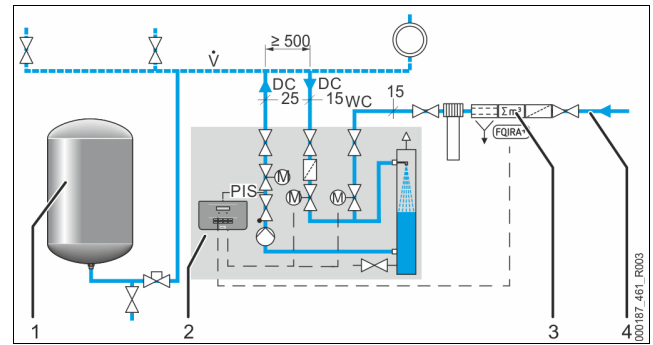 ≥ 500
V̇
DC
25
DC
15
WC
15
Σ m³
FQIRA+
M
PIS
M
M
1
2
3
4
000187_461_R003